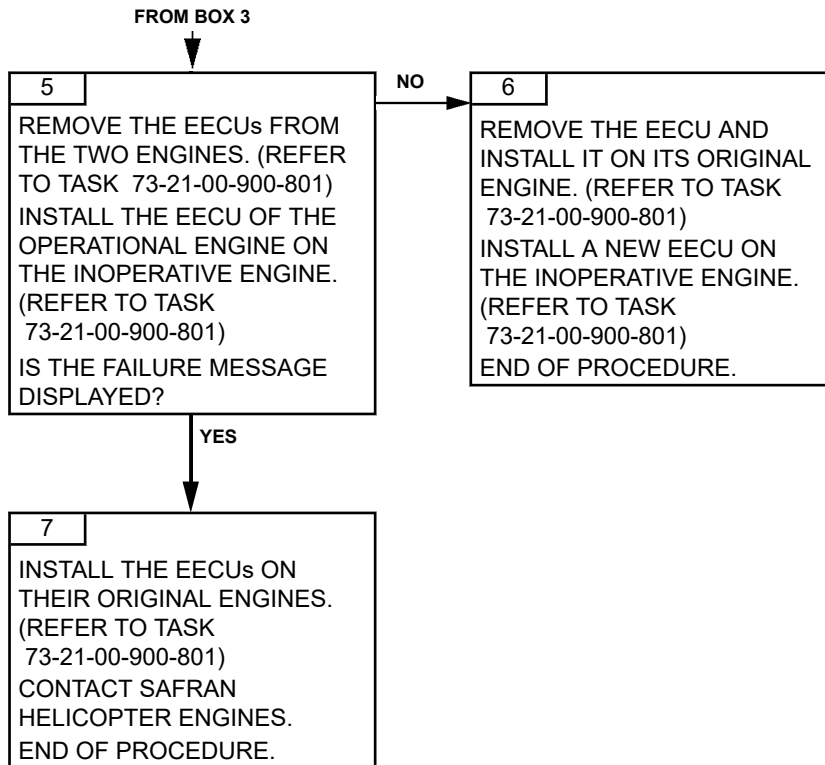 FROM BOX 3
5
REMOVE THE EECUs FROM
THE TWO ENGINES. (REFER
TO TASK 73-21-00-900-801)
INSTALL THE EECU OF THE
OPERATIONAL ENGINE ON
THE INOPERATIVE ENGINE.
(REFER TO TASK
73-21-00-900-801)
IS THE FAILURE MESSAGE
DISPLAYED?
NO
6
REMOVE THE EECU AND
INSTALL IT ON ITS ORIGINAL
ENGINE. (REFER TO TASK
73-21-00-900-801)
INSTALL A NEW EECU ON
THE INOPERATIVE ENGINE.
(REFER TO TASK
73-21-00-900-801)
END OF PROCEDURE.
YES
7
INSTALL THE EECUs ON
THEIR ORIGINAL ENGINES.
(REFER TO TASK
73-21-00-900-801)
CONTACT SAFRAN
HELICOPTER ENGINES.
END OF PROCEDURE.